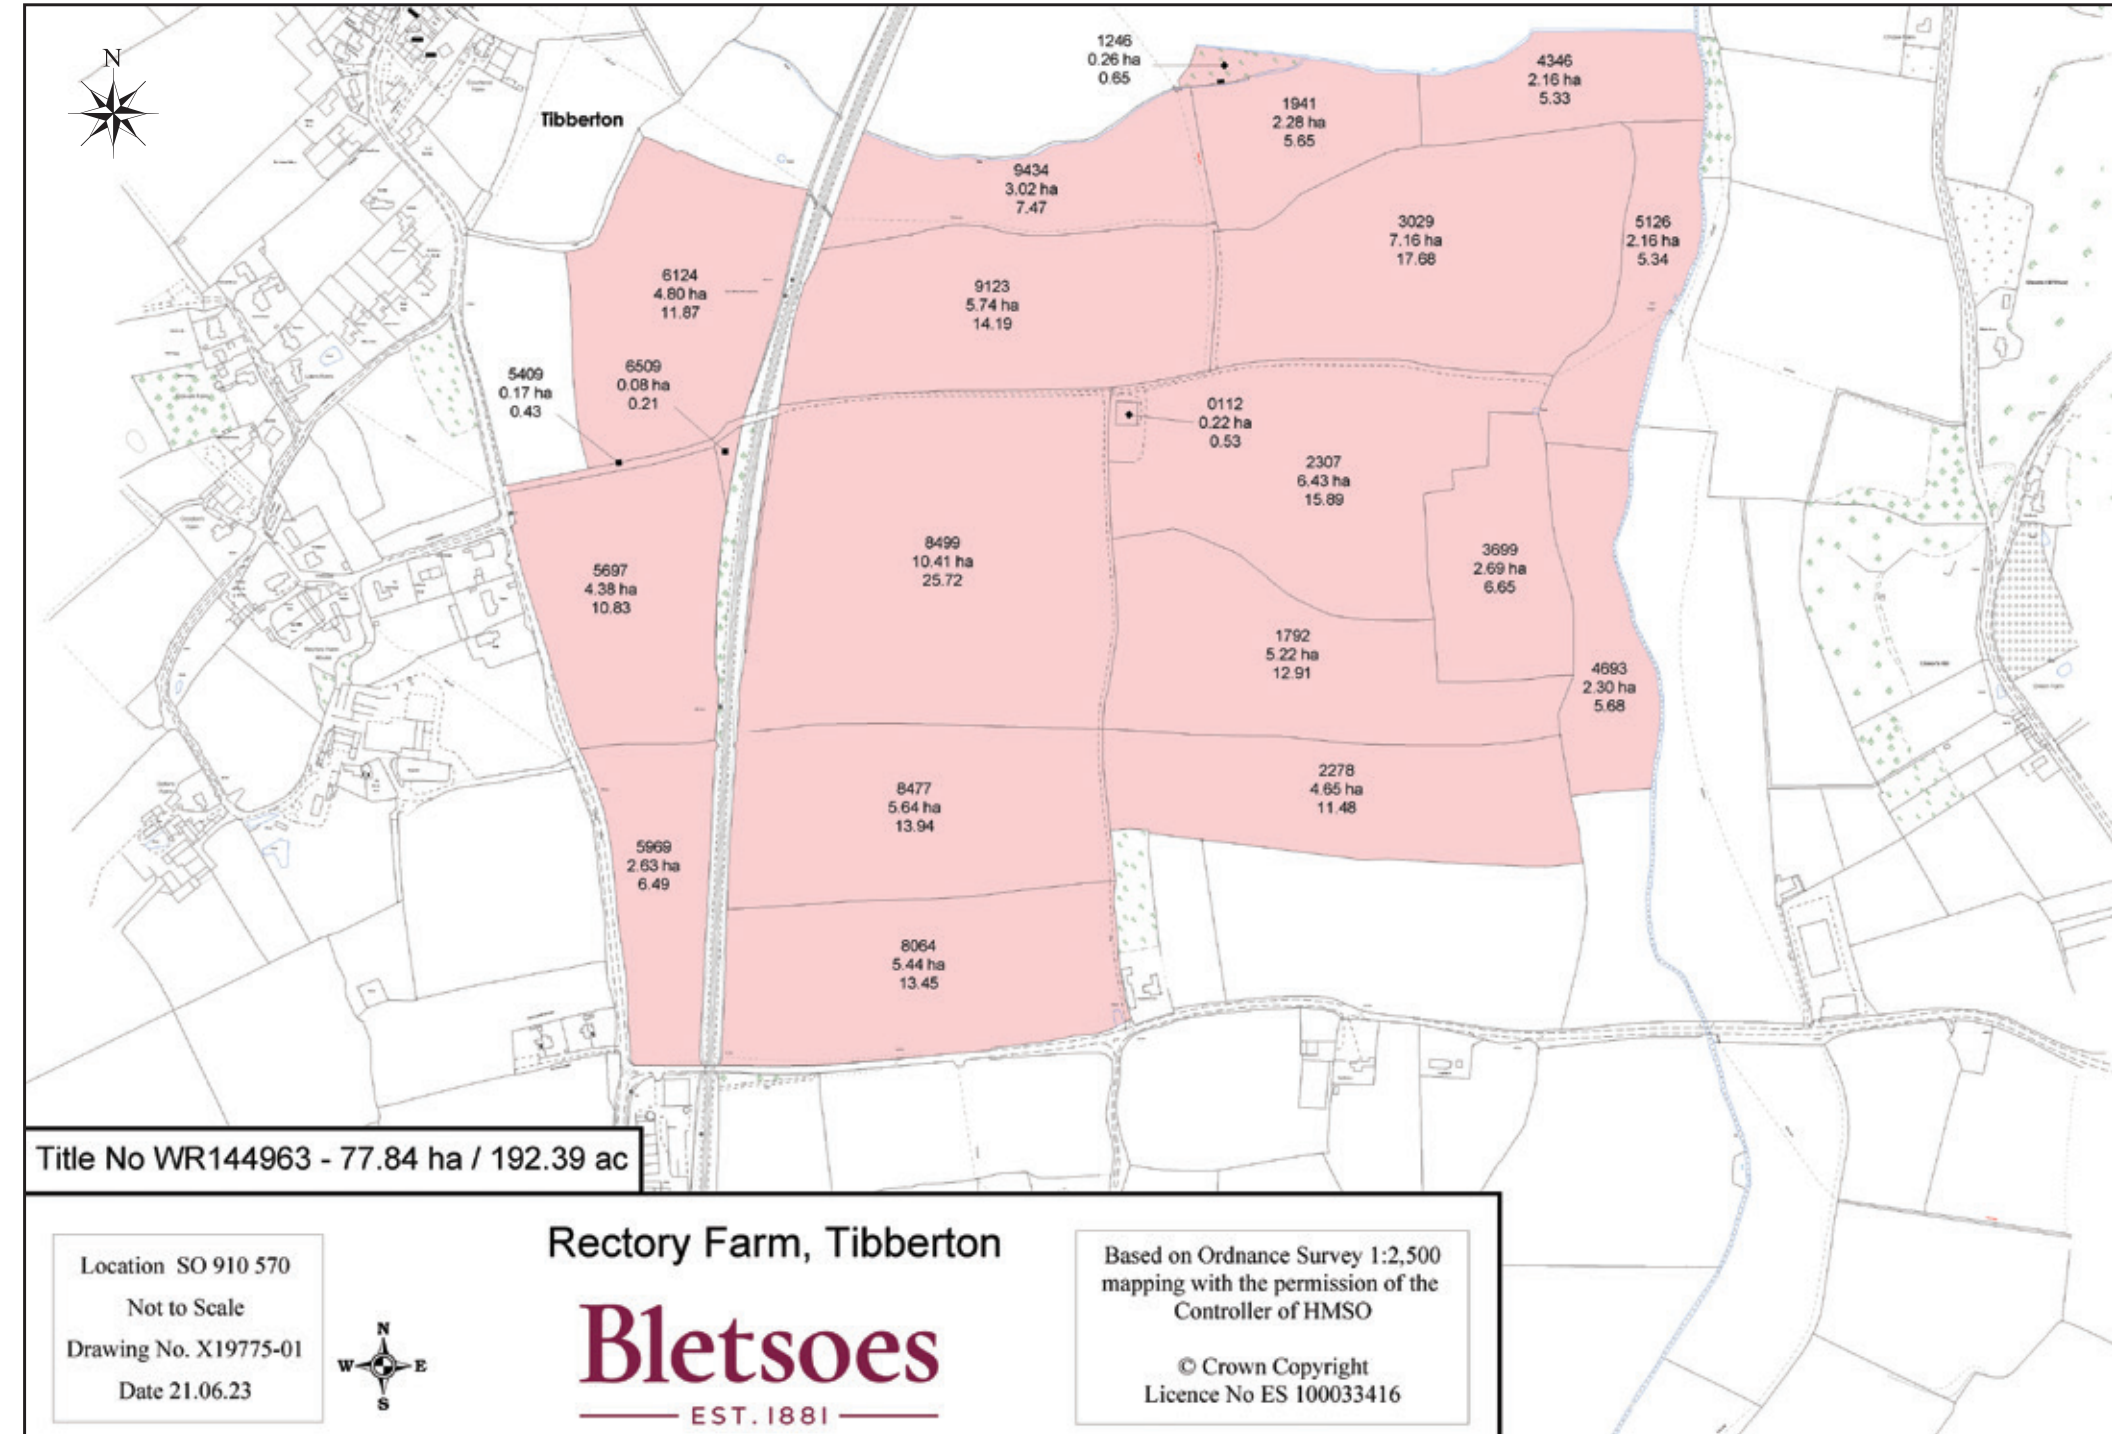 N
Tibberton
1246
0.26 ha
0.65
4346
2.16 ha
5.33
1941
2.28 ha
5.65
9434
3.02 ha
7.47
3029
7.16 ha
17.68
5126
2.16 ha
5.34
6124
4.80 ha
11.87
9123
5.74 ha
14.19
5409
0.17 ha
0.43
6509
0.08 ha
0.21
0112
0.22 ha
0.53
2307
6.43 ha
15.89
8499
10.41 ha
25.72
3699
2.69 ha
6.65
5697
4.38 ha
10.83
1792
5.22 ha
12.91
4693
2.30 ha
5.68
2278
4.65 ha
11.48
8477
5.64 ha
13.94
5969
2.63 ha
6.49
8064
5.44 ha
13.45
Title No WR144963 - 77.84 ha / 192.39 ac
Location SO 910 570
Not to Scale
Drawing No. X19775-01
Date 21.06.23
N
W E
S
Rectory Farm, Tibberton
Bletsoes
EST. 1881
Based on Ordnance Survey 1:2,500
mapping with the permission of the
Controller of HMSO
© Crown Copyright
Licence No ES 100033416